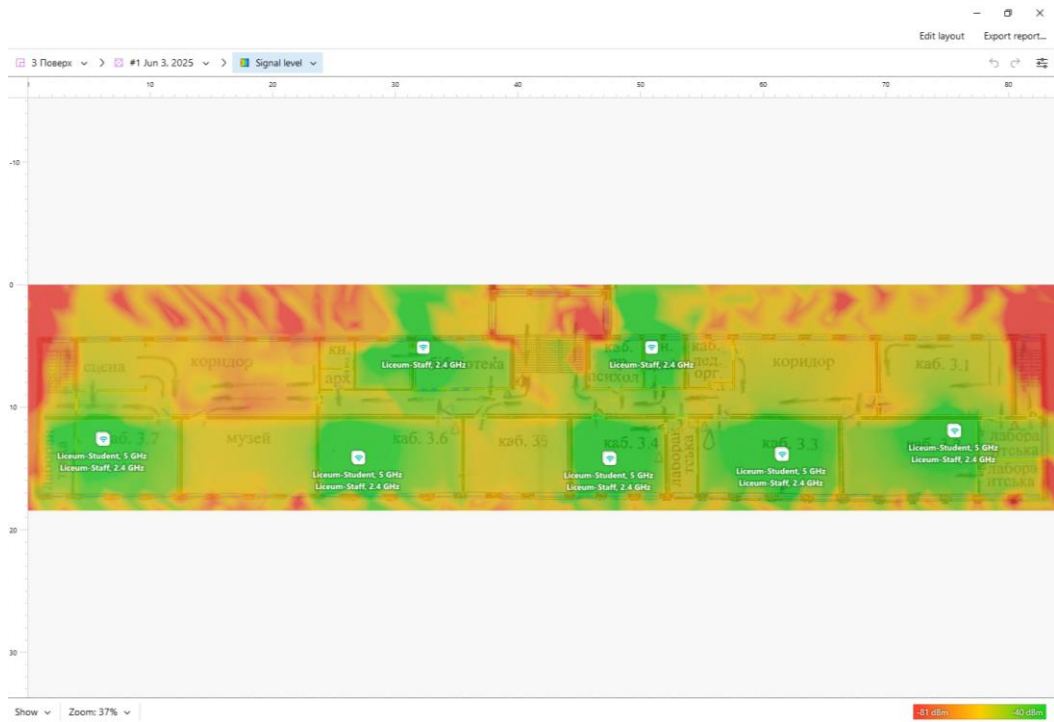 Edit layout Export report...
3 Поверх #1 Jun 3, 2025 Signal level
0 10 20 30 40 50 60 70 80
-10
0
10
20
30
сцена
коридор
кн.
арх
Liceum-Staff, 2.4 GHz
каб.
психол
Liceum-Staff, 2.4 GHz
каб.
пед.
орг.
коридор
каб. 3.1
каб. 3.7
Liceum-Student, 5 GHz
Liceum-Staff, 2.4 GHz
музей
каб. 3.6
Liceum-Student, 5 GHz
Liceum-Staff, 2.4 GHz
каб. 35
каб. 3.4
Liceum-Student, 5 GHz
Liceum-Staff, 2.4 GHz
каб. 3.3
Liceum-Student, 5 GHz
Liceum-Staff, 2.4 GHz
Liceum-Student, 5 GHz
Liceum-Staff, 2.4 GHz
Show Zoom: 37%
-81 dBm -40 dBm